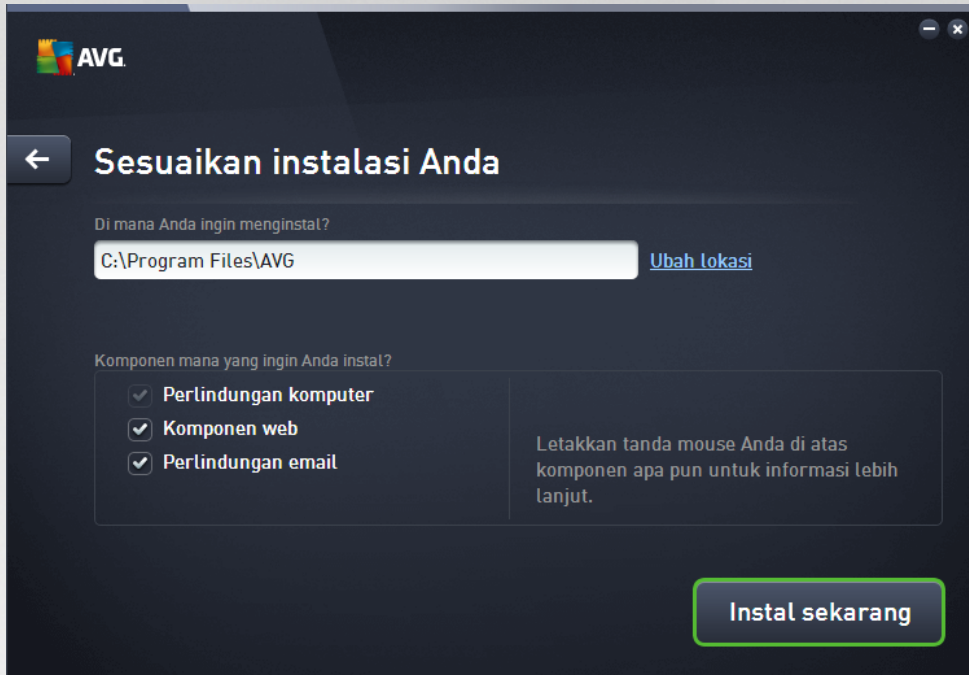 AVG.
Sesuaikan instalasi Anda
Di mana Anda ingin menginstal?
C:\Program Files\AVG
Ubah lokasi
Komponen mana yang ingin Anda instal?
Perlindungan komputer
Komponen web
Perlindungan email
Letakkan tanda mouse Anda di atas
komponen apa pun untuk informasi lebih
lanjut.
Instal sekarang